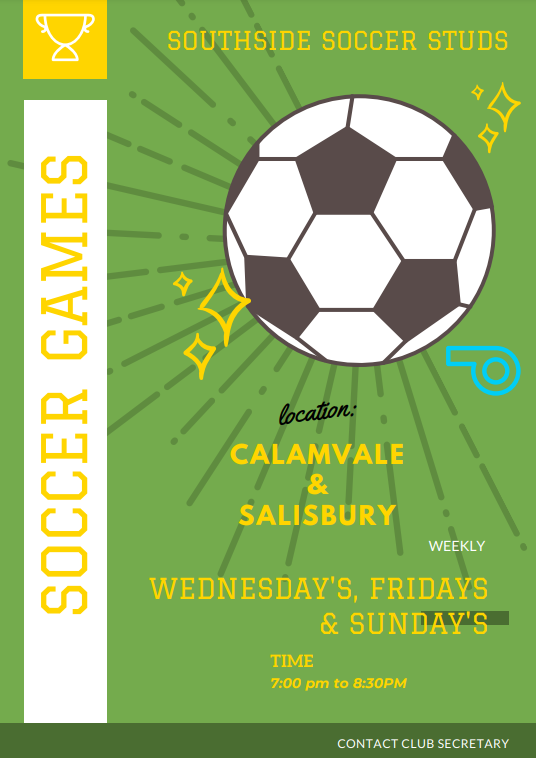 SOUTHSIDE SOCCER STUDS
SOCCER GAMES
location:
CALAMVALE
&
SALISBURY
WEEKLY
WEDNESDAY'S, FRIDAYS
& SUNDAY'S
TIME
7:00 pm to 8:30PM
CONTACT CLUB SECRETARY